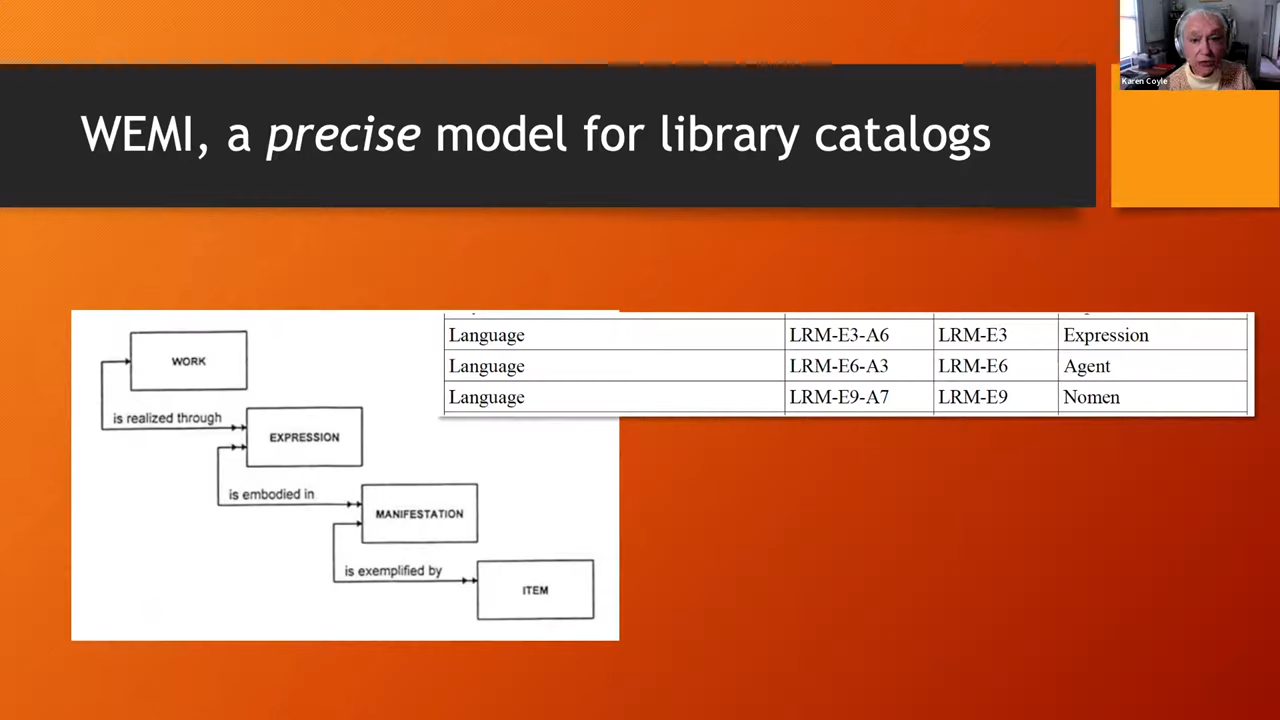 Karen Coyle
WEMI, a precise model for library catalogs
WORK
is realized through
EXPRESSION
is embodied in
MANIFESTATION
is exemplified by
ITEM
Language LRM-E3-A6 LRM-E3 Expression
Language LRM-E6-A3 LRM-E6 Agent
Language LRM-E9-A7 LRM-E9 Nomen